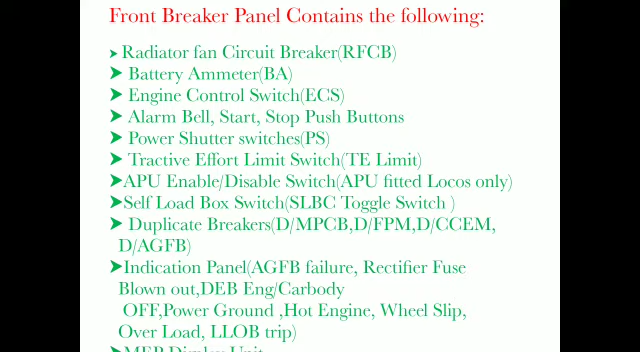 Front Breaker Panel Contains the following:
➤ Radiator fan Circuit Breaker(RFCB)
➤ Battery Ammeter(BA)
➤ Engine Control Switch(ECS)
➤ Alarm Bell, Start, Stop Push Buttons
➤ Power Shutter switches(PS)
➤ Tractive Effort Limit Switch(TE Limit)
➤APU Enable/Disable Switch(APU fitted Locos only)
➤Self Load Box Switch(SLBC Toggle Switch )
➤ Duplicate Breakers(D/MPCB,D/FPM,D/CCEM,
D/AGFB)
➤Indication Panel(AGFB failure, Rectifier Fuse
Blown out,DEB Eng/Carbody
OFF,Power Ground ,Hot Engine, Wheel Slip,
Over Load, LLOB trip)
➤MEP Display Unit